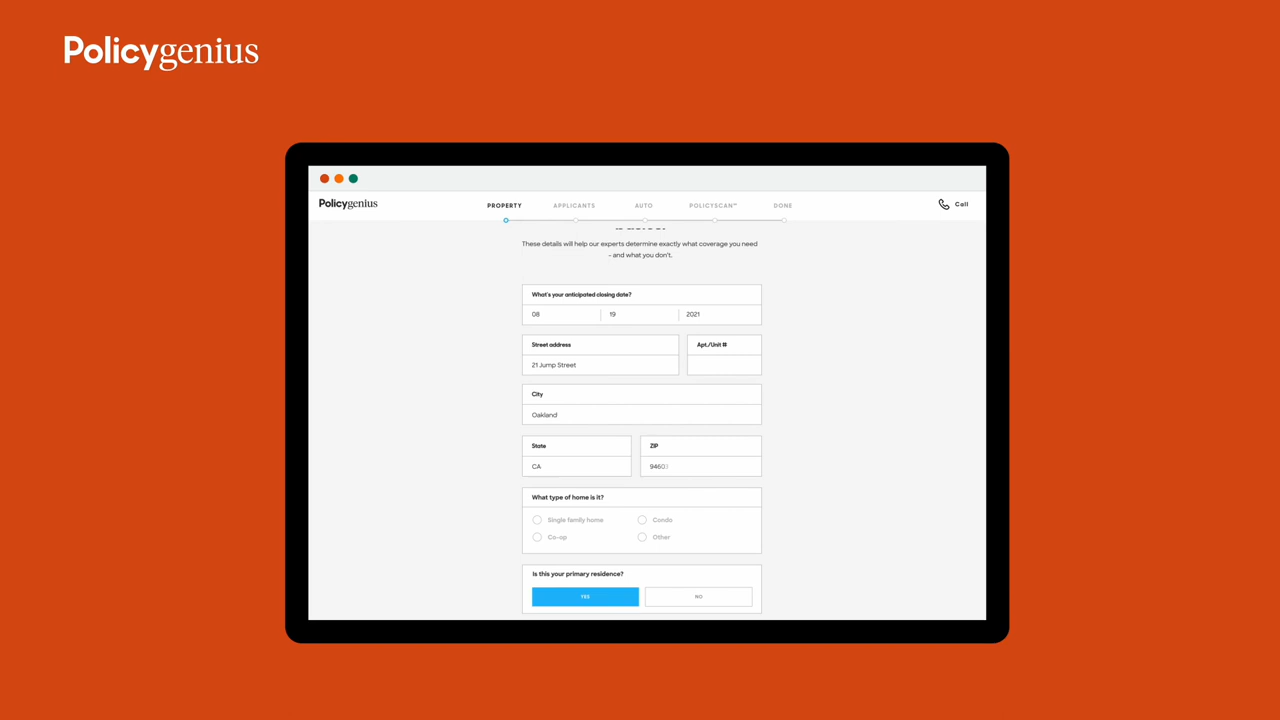 Policygenius
Policygenius
PROPERTY
APPLICANTS
AUTO
POLICYSCAN™
DONE
Call
These details will help our experts determine exactly what coverage you need
– and what you don't.
What's your anticipated closing date?
08 19 2021
Street address
Apt./Unit #
21 Jump Street
City
Oakland
State
ZIP
CA
9460
What type of home is it?
Single family home
Condo
Co-op
Other
Is this your primary residence?
YES
NO